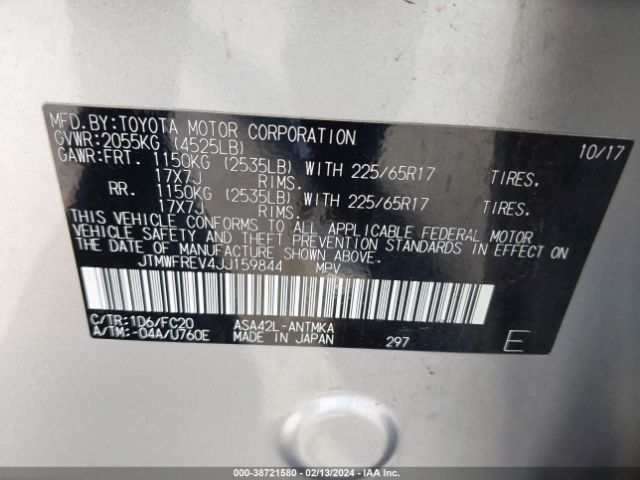 MFD.BY:TOYOTA MOTOR CORPORATION 10/17
GVWR:2055KG (4525LB)
GAWR:FRT. 1150KG (2535LB) WITH 225/65R17 TIRES,
17X7J RIMS.
RR. 1150KG (2535LB) WITH 225/65R17 TIRES,
17X7J RIMS.
THIS VEHICLE CONFORMS TO ALL APPLICABLE FEDERAL MOTOR
VEHICLE SAFETY AND THEFT PREVENTION STANDARDS IN EFFECT ON
THE DATE OF MANUFACTURE SHOWN ABOVE.
JTMWFREV4JJ159844 MPV
C/TR:1D6/FC20 ASA42L-ANTMKA
A/TM:-04A/U760E MADE IN JAPAN 297 E
000-38721580 - 02/13/2024 - IAA Inc.